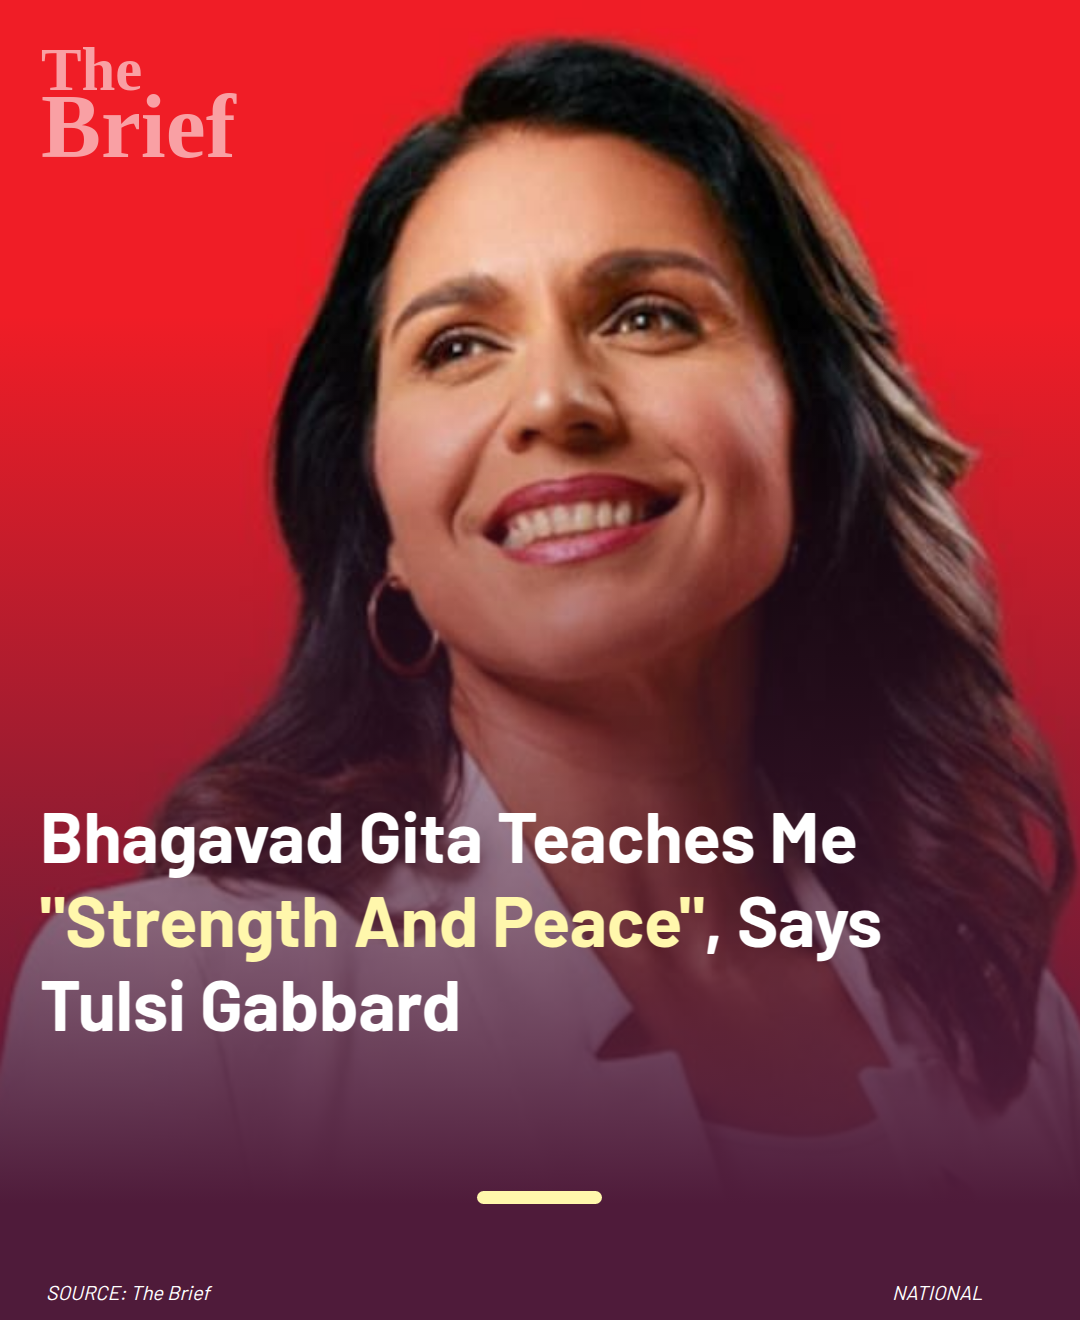 The
Brief
Bhagavad Gita Teaches Me
"Strength And Peace", Says
Tulsi Gabbard
SOURCE: The Brief
NATIONAL